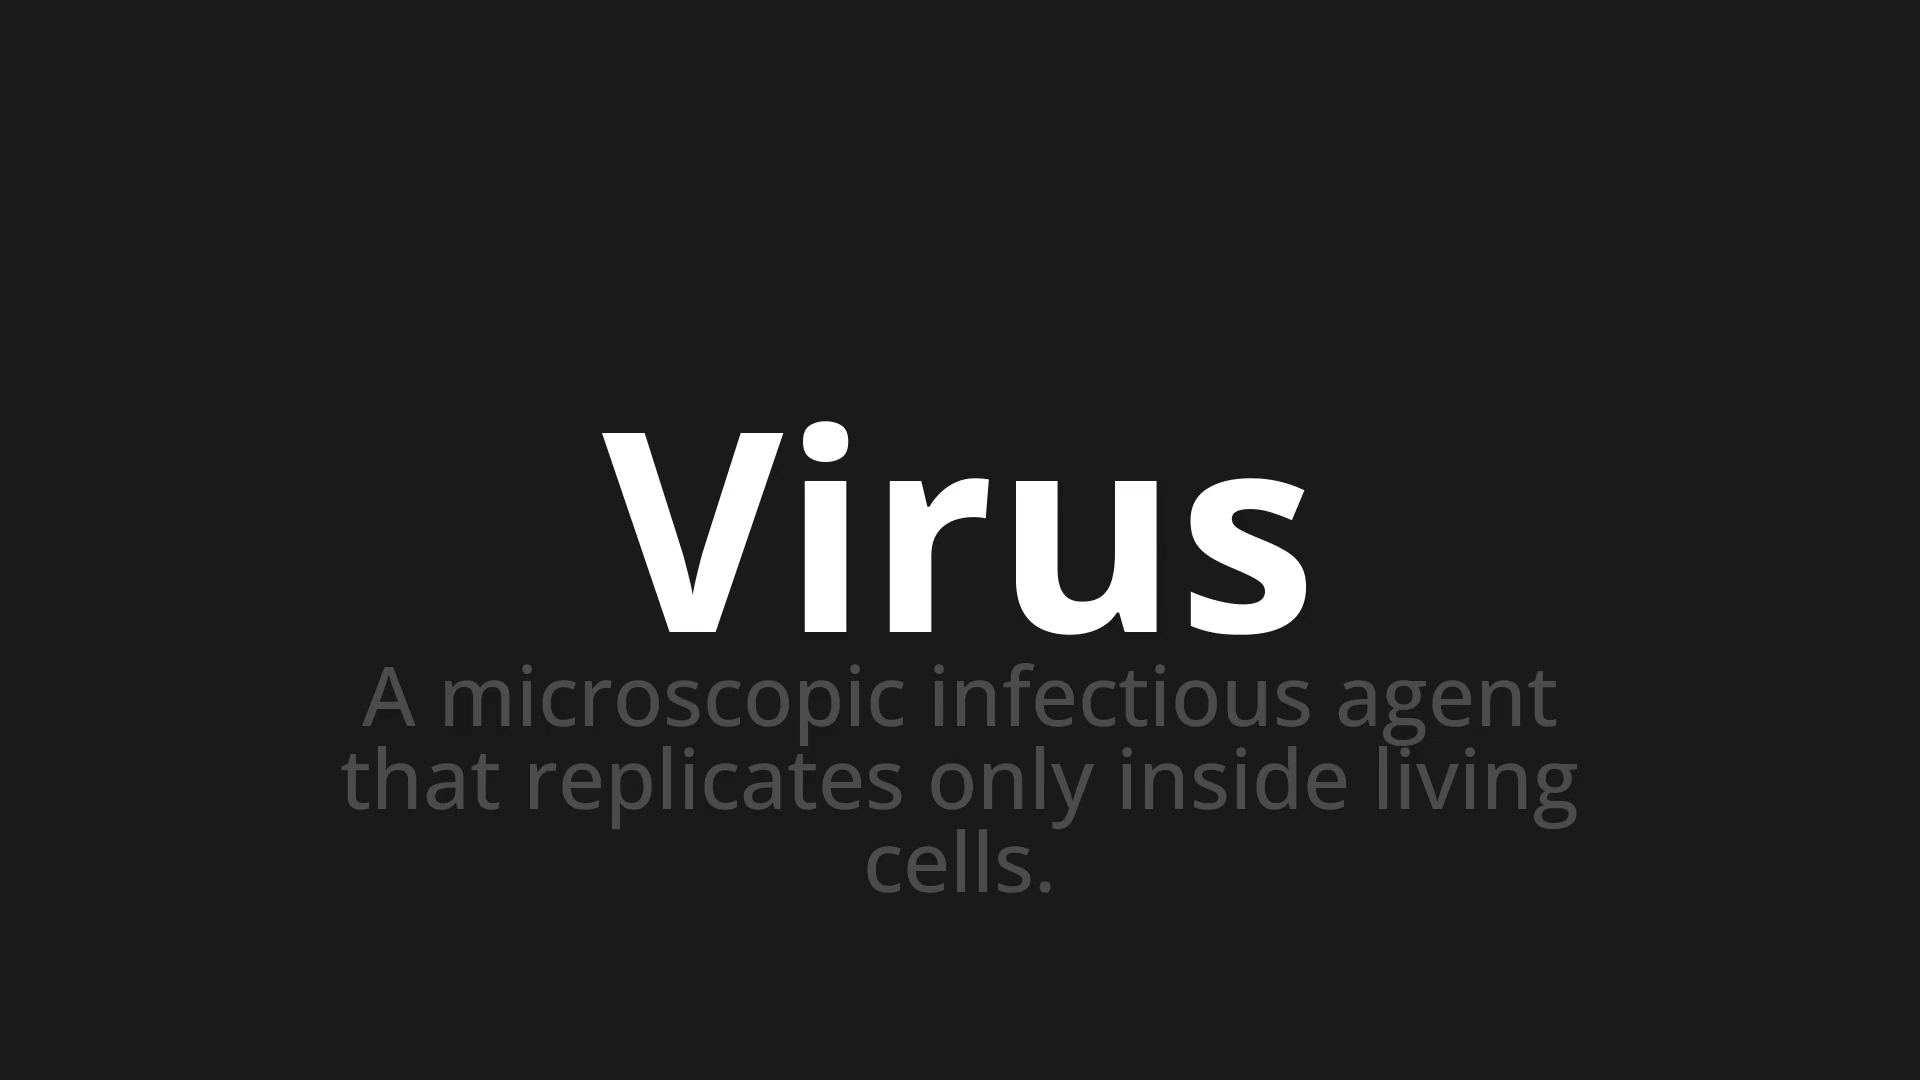 Virus
A microscopic infectious agent
that replicates only inside living
cells.